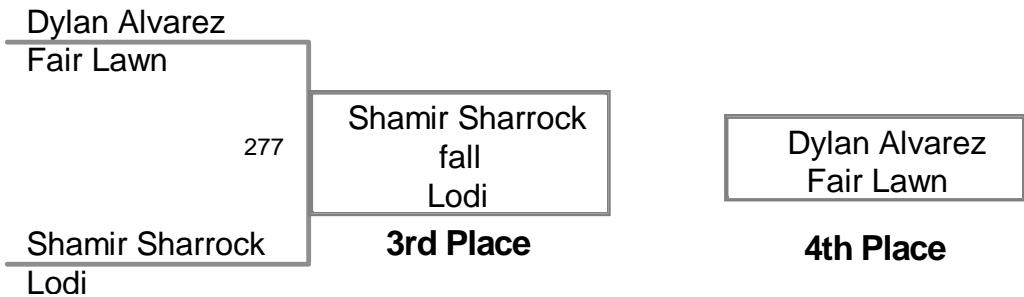 Dylan Alvarez
Fair Lawn
277
Shamir Sharrock
Lodi
Shamir Sharrock
fall
Lodi
3rd Place
Dylan Alvarez
Fair Lawn
4th Place